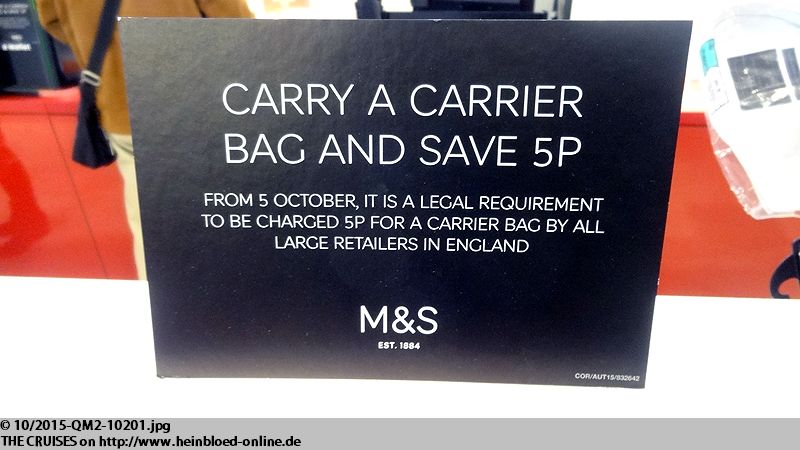 CARRY A CARRIER
BAG AND SAVE 5P
FROM 5 OCTOBER, IT IS A LEGAL REQUIREMENT
TO BE CHARGED 5P FOR A CARRIER BAG BY ALL
LARGE RETAILERS IN ENGLAND
M&S
EST. 1884
COR/AUT15/832642
© 10/2015-QM2-10201.jpg
THE CRUISES on http://www.heinbloed-online.de